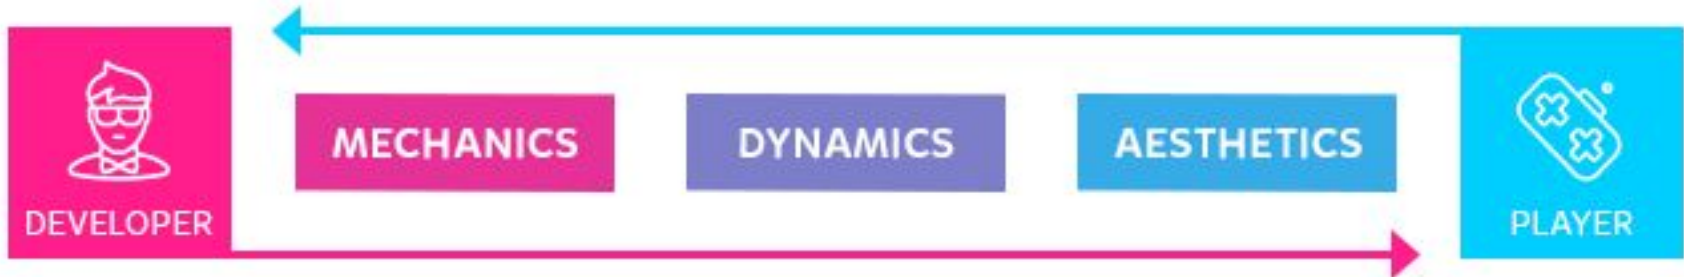 DEVELOPER
MECHANICS
DYNAMICS
AESTHETICS
PLAYER